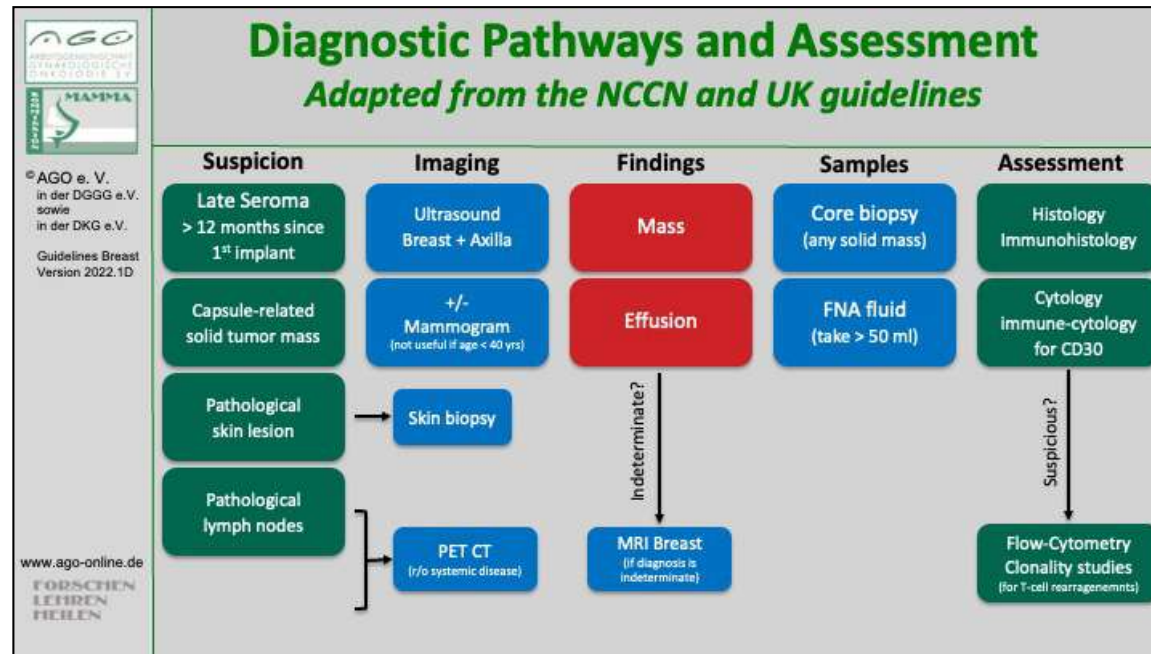 AGO
ARBEITSGEMEINSCHAFT
GYNÄKOLOGISCHE
ONKOLOGIE E.V.
MAMMA
© AGO e. V.
in der DGGG e.V.
sowie
in der DKG e.V.
Guidelines Breast
Version 2022.1D
www.ago-online.de
FORSCHEN
LEHREN
HEILEN
Diagnostic Pathways and Assessment
Adapted from the NCCN and UK guidelines
Suspicion
Late Seroma
> 12 months since
1st implant
Capsule-related
solid tumor mass
Pathological
skin lesion
Pathological
lymph nodes
Imaging
Ultrasound
Breast + Axilla
+/-
Mammogram
(not useful if age < 40 yrs)
Skin biopsy
PET CT
(r/o systemic disease)
Findings
Mass
Effusion
Indeterminate?
MRI Breast
(if diagnosis is
indeterminate)
Samples
Core biopsy
(any solid mass)
FNA fluid
(take > 50 ml)
Assessment
Histology
Immunohistology
Cytology
immune-cytology
for CD30
Suspicious?
Flow-Cytometry
Clonality studies
(for T-cell rearragenemnts)